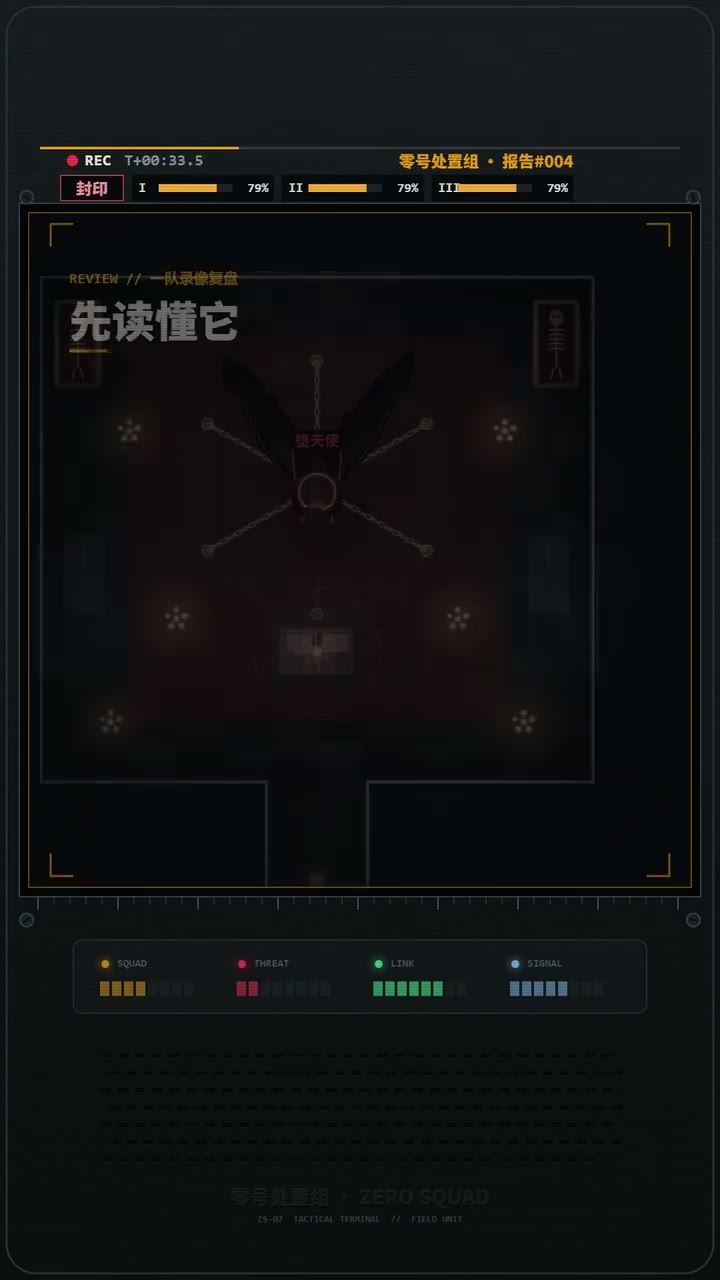 REC T+00:33.5 零号处置组 • 报告#004
封印 I 79% II 79% III 79%
REVIEW // 一队录像复盘
先读懂它
堕天使
SQUAD THREAT LINK SIGNAL
零号处置组 • ZERO SQUAD
ZS-07 TACTICAL TERMINAL // FIELD UNIT